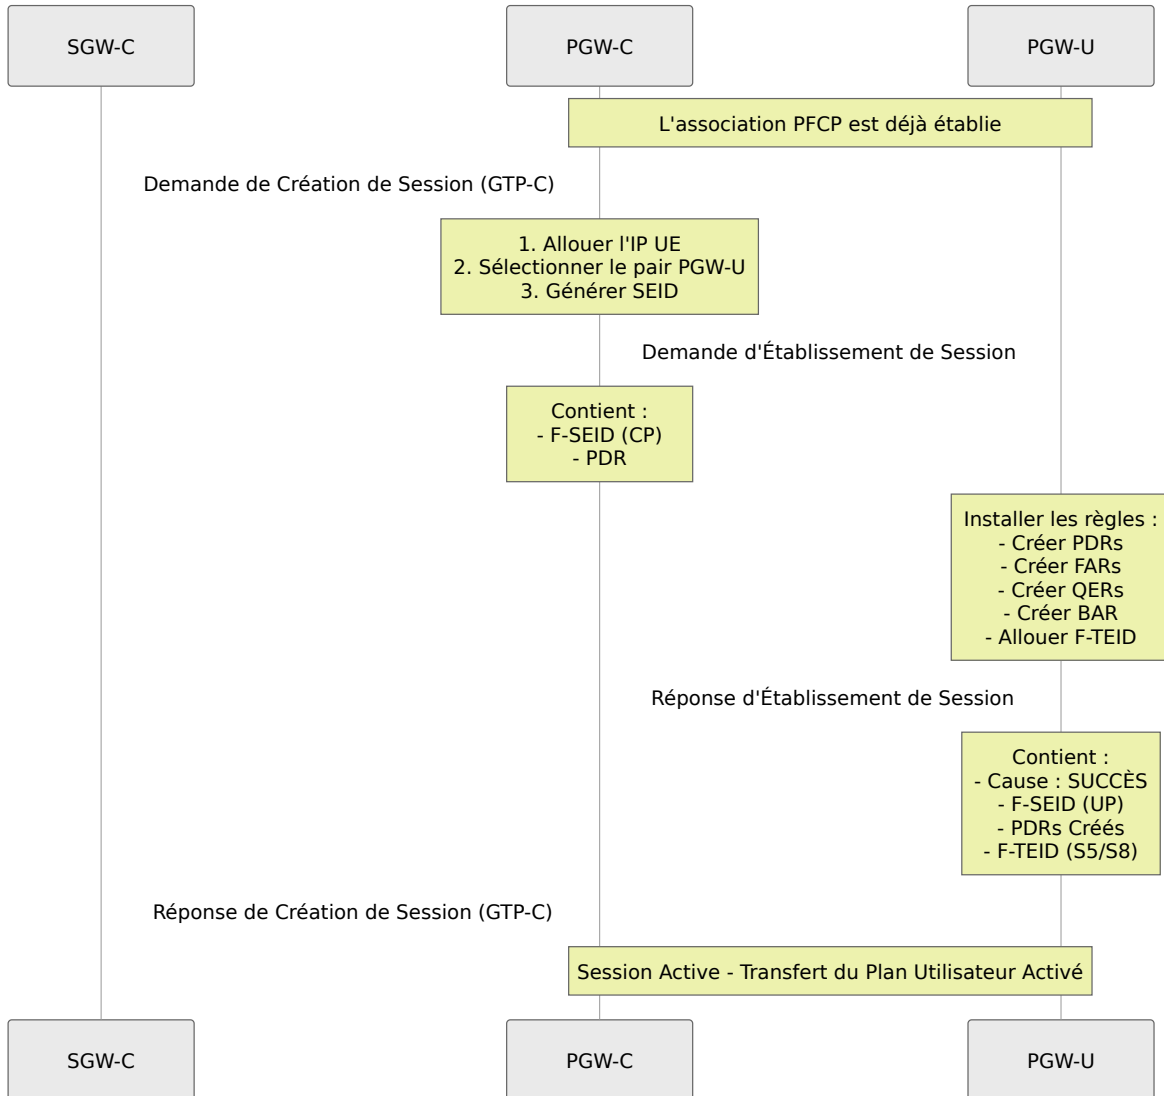 SGW-C
PGW-C
PGW-U
L'association PFCP est déjà établie
Demande de Création de Session (GTP-C)
1. Allouer l'IP UE
2. Sélectionner le pair PGW-U
3. Générer SEID
Demande d'Établissement de Session
Contient :
- F-SEID (CP)
- PDR
Installer les règles :
- Créer PDRs
- Créer FARs
- Créer QERs
- Créer BAR
- Allouer F-TEID
Réponse d'Établissement de Session
Contient :
- Cause : SUCCÈS
- F-SEID (UP)
- PDRs Créés
- F-TEID (S5/S8)
Réponse de Création de Session (GTP-C)
Session Active - Transfert du Plan Utilisateur Activé
SGW-C
PGW-C
PGW-U